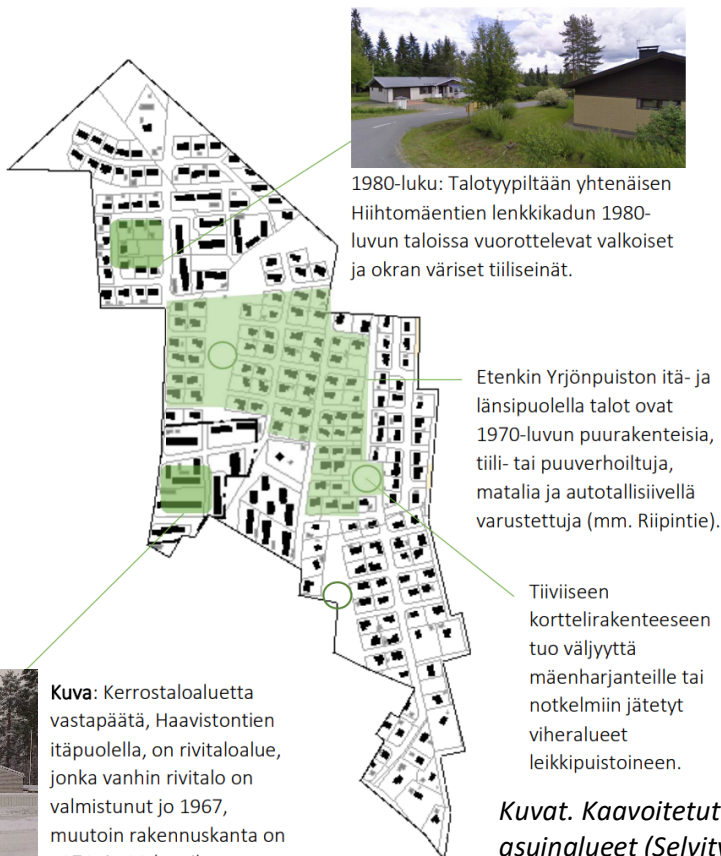 1980-luku: Talotyypiltään yhtenäisen
Hiihtomäentien lenkkikadun 1980-
luvun taloissa vuorottelevat valkoiset
ja okran väriset tiiliseinät.
Etenkin Yrjönpuiston itä- ja
länsipuolella talot ovat
1970-luvun puurakenteisia,
tiili- tai puuverhoiltuja,
matalia ja autotallisiivellä
varustettuja (mm. Riipintie).
Tiiviiseen
kortteli­rakenteeseen
tuo väljyyttä
mäenharjanteille tai
notkelmiin jätetyt
viheralueet
leikkipuistoineen.
Kuva: Kerrostaloaluetta
vastapäätä, Haavistontien
itäpuolella, on rivitaloalue,
jonka vanhin rivitalo on
valmistunut jo 1967,
muutoin rakennuskanta on
Kuvat. Kaavoitetut
asuinalueet (Selvity